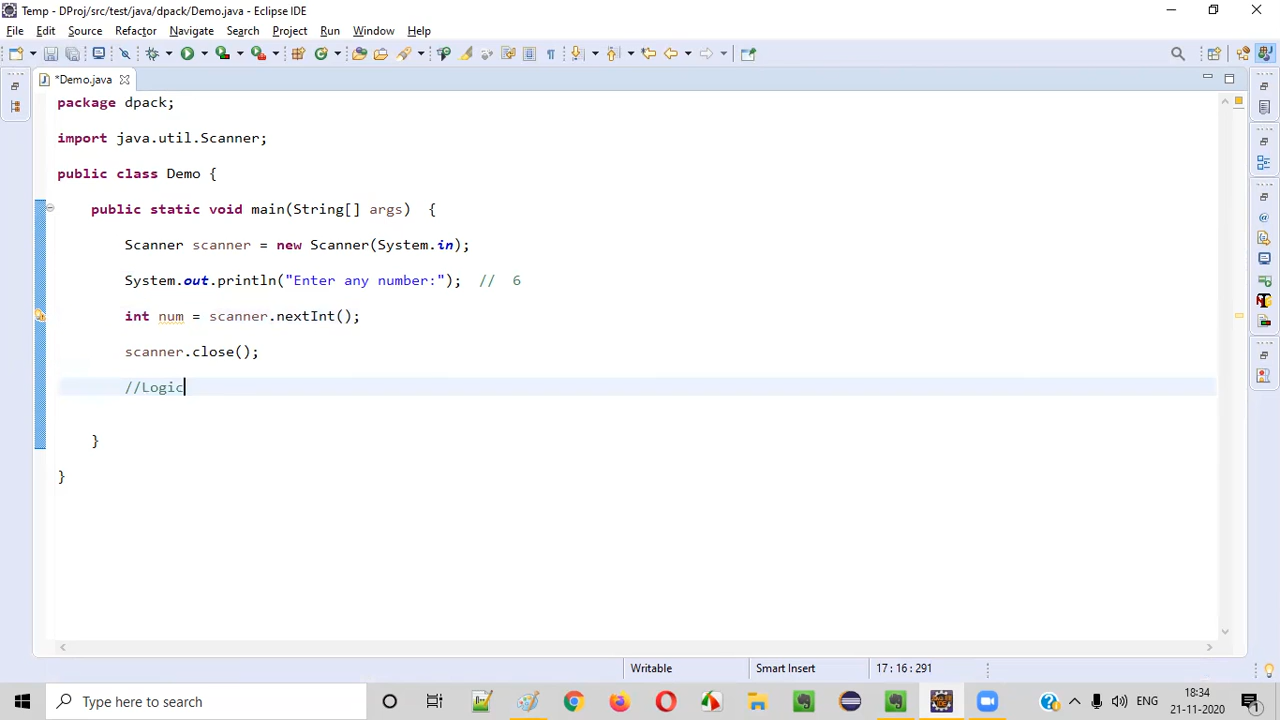 Temp - DProj/src/test/java/dpack/Demo.java - Eclipse IDE
File Edit Source Refactor Navigate Search Project Run Window Help
*Demo.java
package dpack;
import java.util.Scanner;
public class Demo {
public static void main(String[] args)  {
Scanner scanner = new Scanner(System.in);
System.out.println("Enter any number:");  //  6
int num = scanner.nextInt();
scanner.close();
//Logic
}
}
Writable Smart Insert 17 : 16 : 291
Type here to search
ENG 18:34
21-11-2020